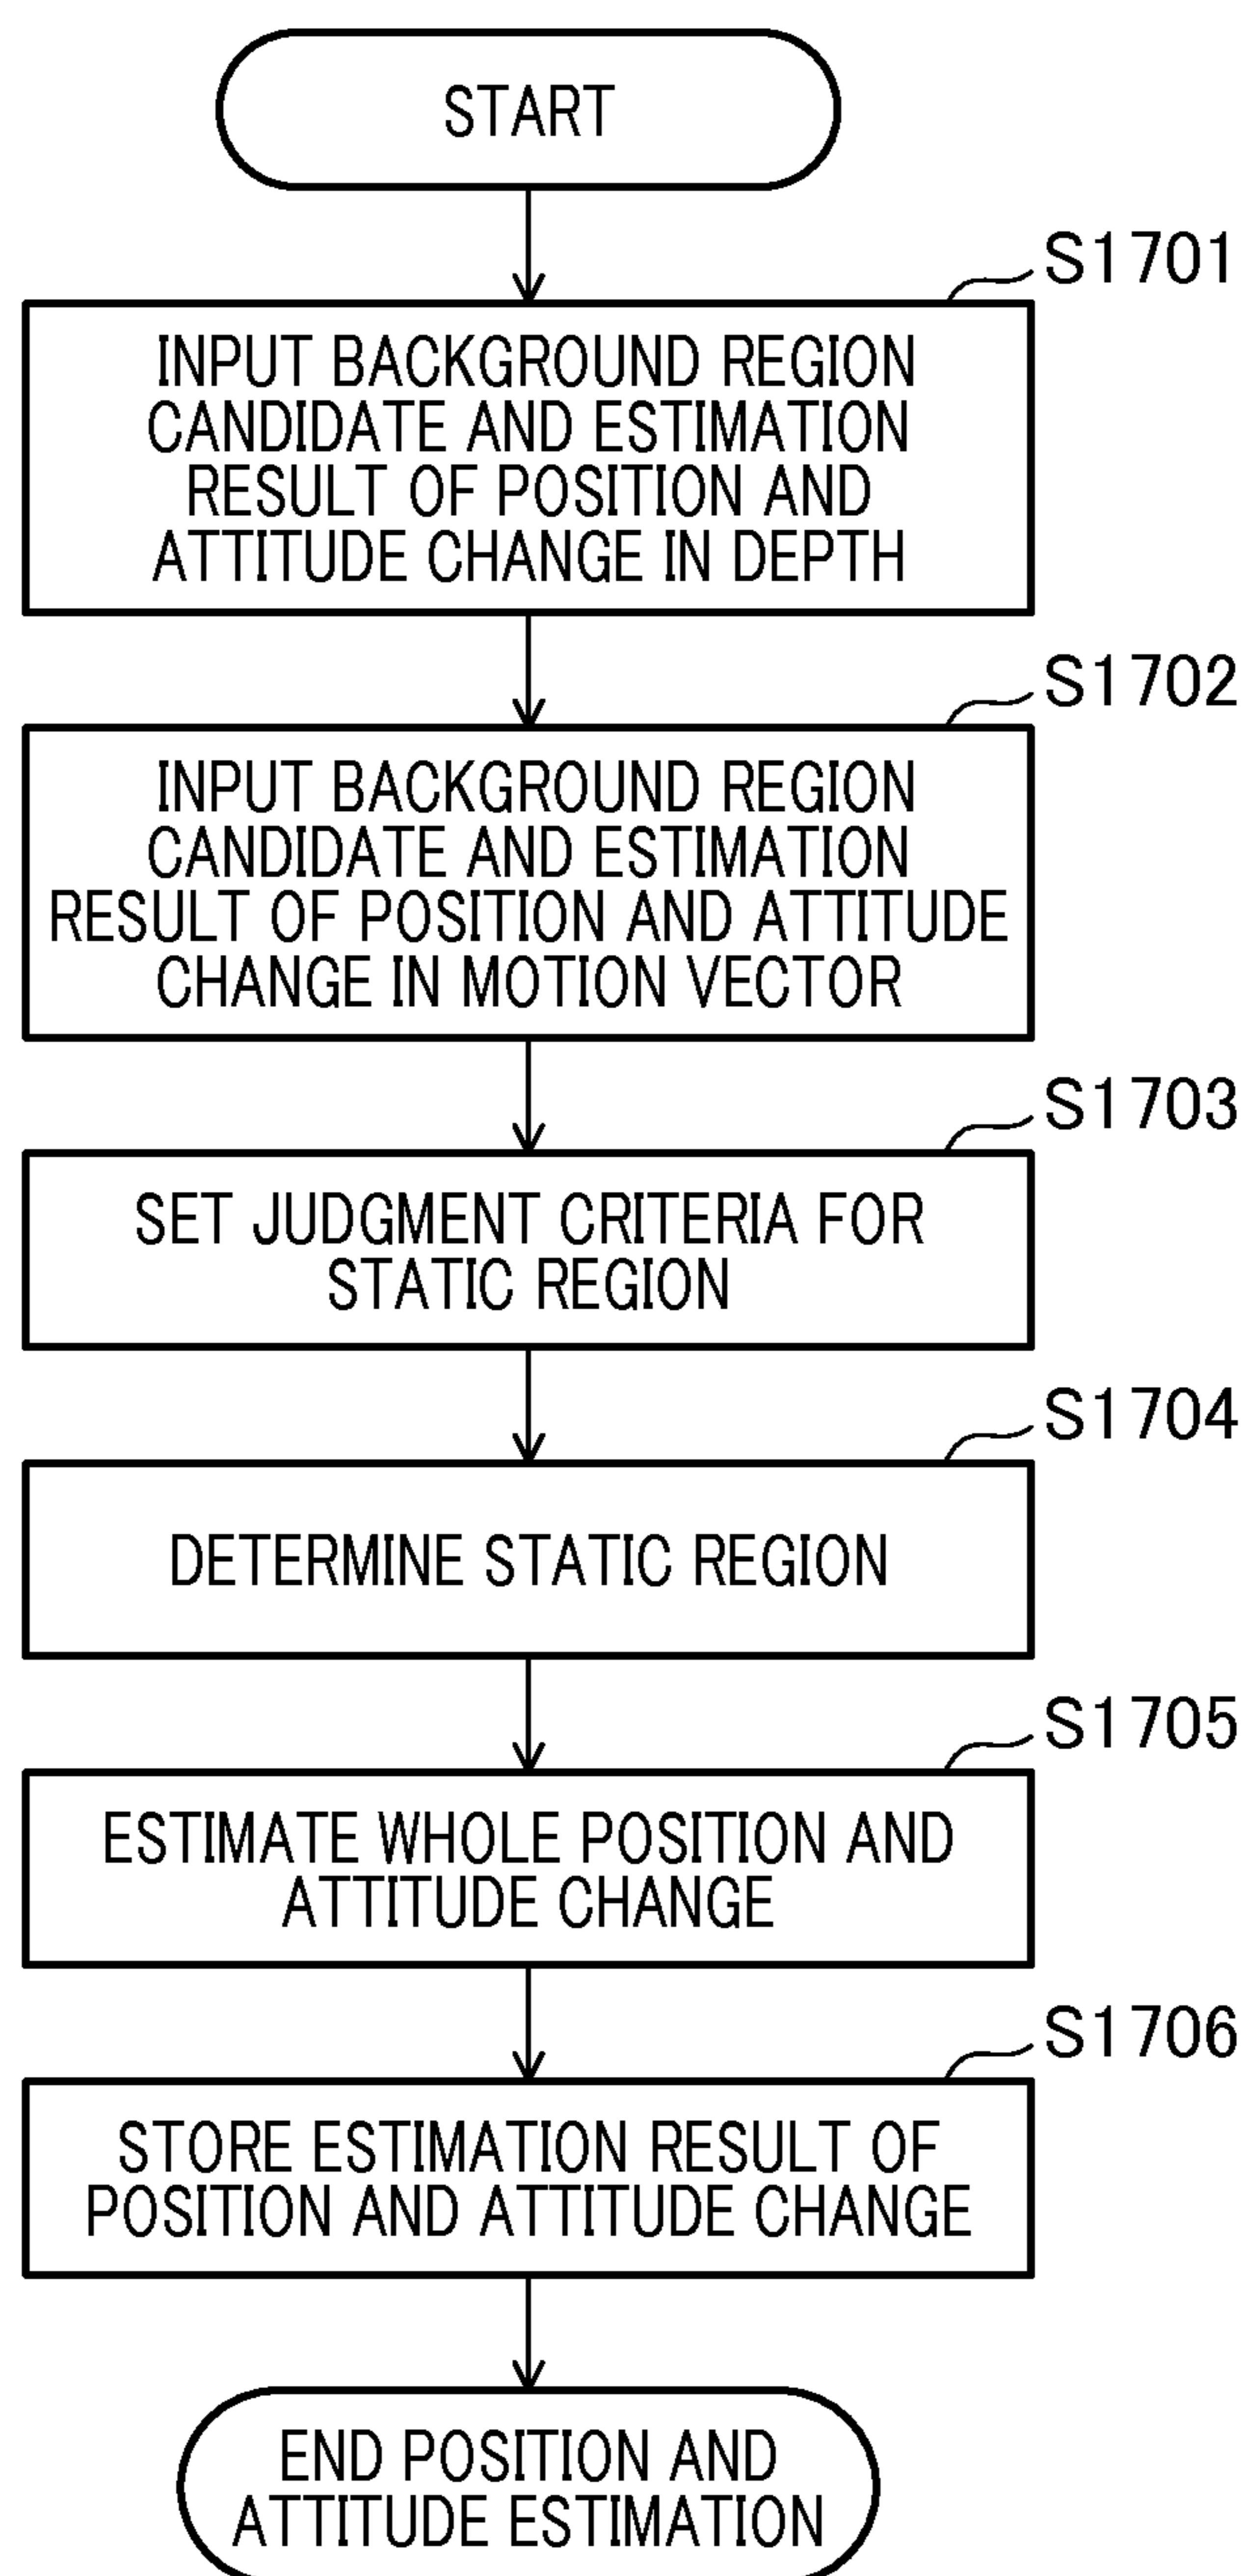 START
S1701
INPUT BACKGROUND REGION
CANDIDATE AND ESTIMATION
RESULT OF POSITION AND
ATTITUDE CHANGE IN DEPTH
S1702
INPUT BACKGROUND REGION
CANDIDATE AND ESTIMATION
RESULT OF POSITION AND ATTITUDE
CHANGE IN MOTION VECTOR
S1703
SET JUDGMENT CRITERIA FOR
STATIC REGION
S1704
DETERMINE STATIC REGION
S1705
ESTIMATE WHOLE POSITION AND
ATTITUDE CHANGE
S1706
STORE ESTIMATION RESULT OF
POSITION AND ATTITUDE CHANGE
END POSITION AND
ATTITUDE ESTIMATION